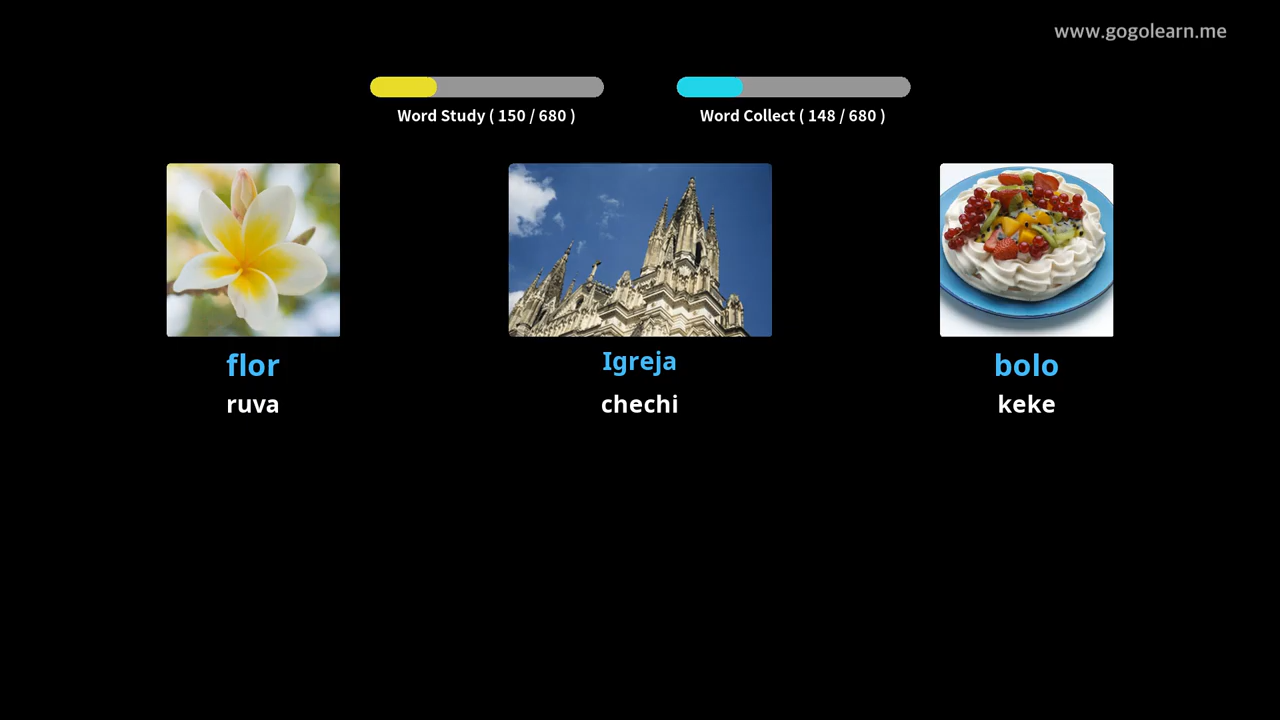 www.gogolearn.me
Word Study ( 150 / 680 )
Word Collect ( 148 / 680 )
flor
Igreja
bolo
ruva
chechi
keke